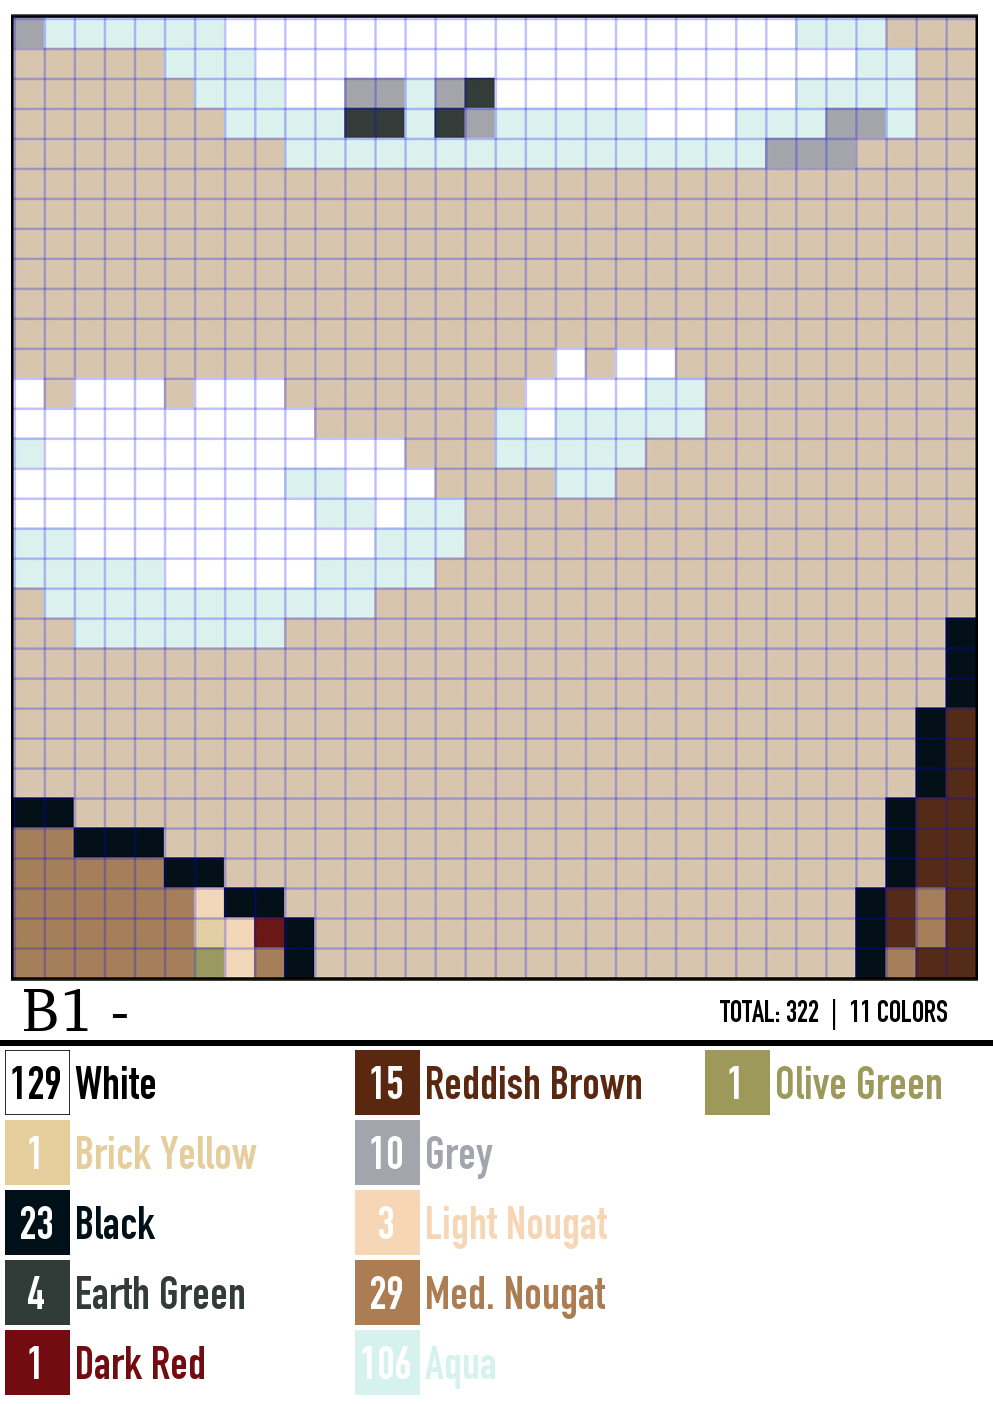 B1 -
TOTAL: 322 | 11 COLORS
129 White
1 Brick Yellow
23 Black
4 Earth Green
1 Dark Red
15 Reddish Brown
10 Grey
3 Light Nougat
29 Med. Nougat
106 Aqua
1 Olive Green